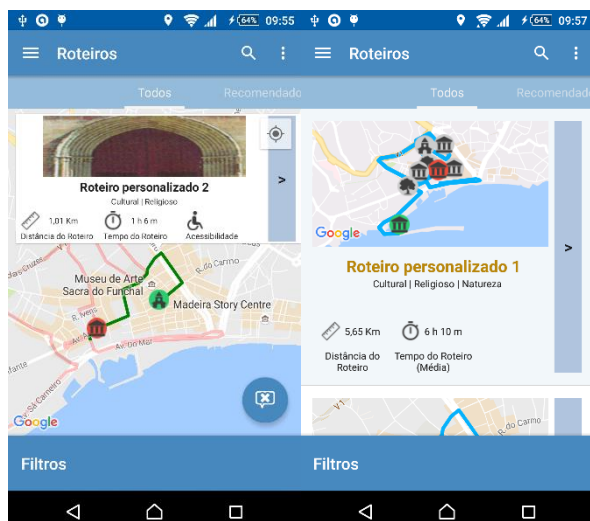 64% 09:55
Roteiros
Todos Recomendado
Roteiro personalizado 2
Cultural | Religioso
1,01 Km 1 h 6 m
Distância do Roteiro Tempo do Roteiro Acessibilidade
>
R. do Carmo
Museu de Arte
Sacra do Funchal
Madeira Story Centre
R. Ivens
Av. Do Mar
Google
Filtros
64% 09:57
Roteiros
Todos Recomendad
Google
Roteiro personalizado 1
Cultural | Religioso | Natureza
>
5,65 Km 6 h 10 m
Distância do Tempo do Roteiro
Roteiro (Média)
do Carmo
Filtros